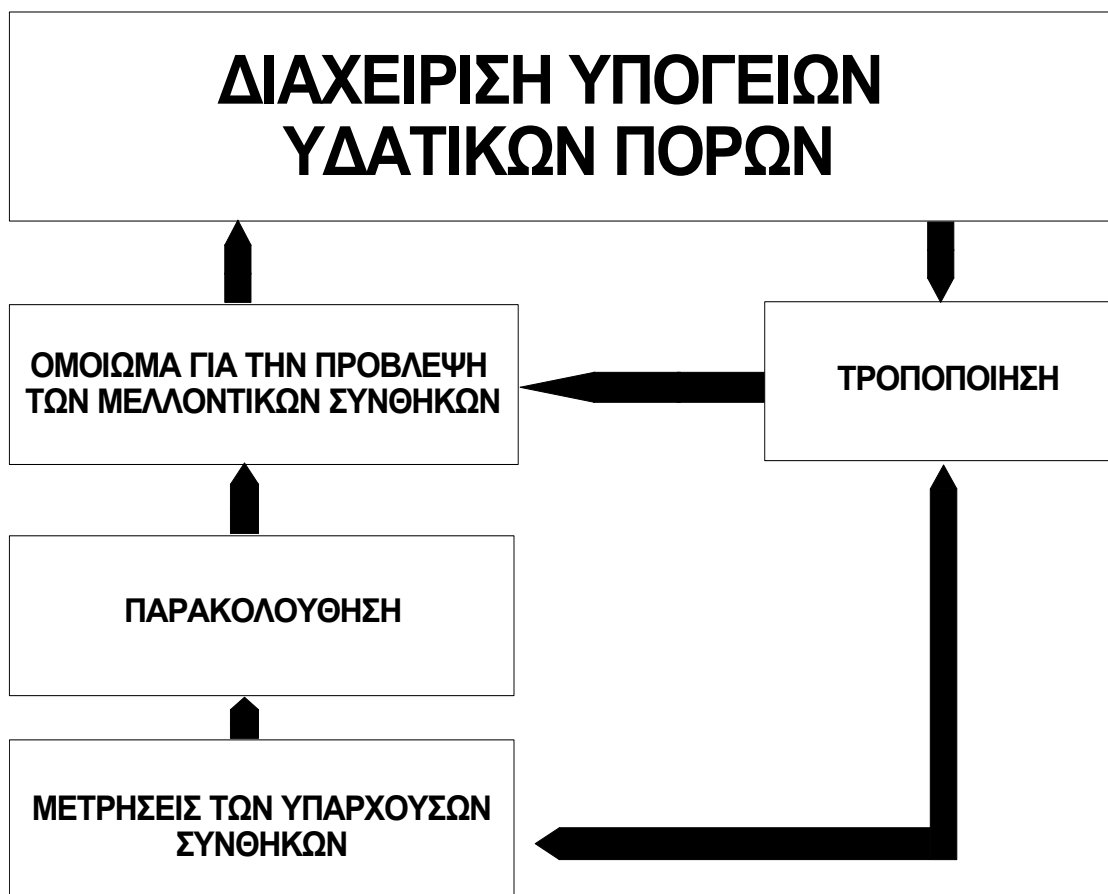 ΔΙΑΧΕΙΡΙΣΗ ΥΠΟΓΕΙΩΝ
ΥΔΑΤΙΚΩΝ ΠΟΡΩΝ
ΟΜΟΙΩΜΑ ΓΙΑ ΤΗΝ ΠΡΟΒΛΕΨΗ
ΤΩΝ ΜΕΛΛΟΝΤΙΚΩΝ ΣΥΝΘΗΚΩΝ
ΤΡΟΠΟΠΟΙΗΣΗ
ΠΑΡΑΚΟΛΟΥΘΗΣΗ
ΜΕΤΡΗΣΕΙΣ ΤΩΝ ΥΠΑΡΧΟΥΣΩΝ
ΣΥΝΘΗΚΩΝ